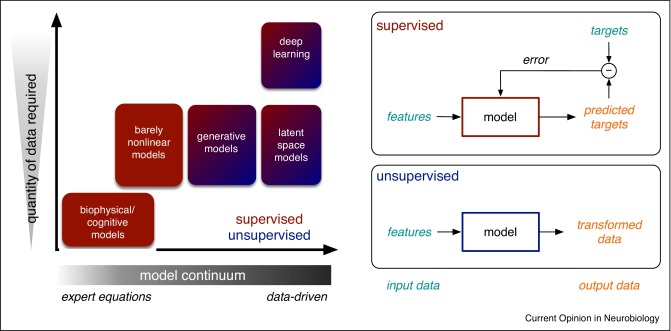 quantity of data required
deep
learning
barely
nonlinear
models
generative
models
latent
space
models
biophysical/
cognitive
models
supervised
unsupervised
model continuum
expert equations
data-driven
supervised
targets
error
−
features
model
predicted
targets
unsupervised
features
model
transformed
data
input data
output data
Current Opinion in Neurobiology